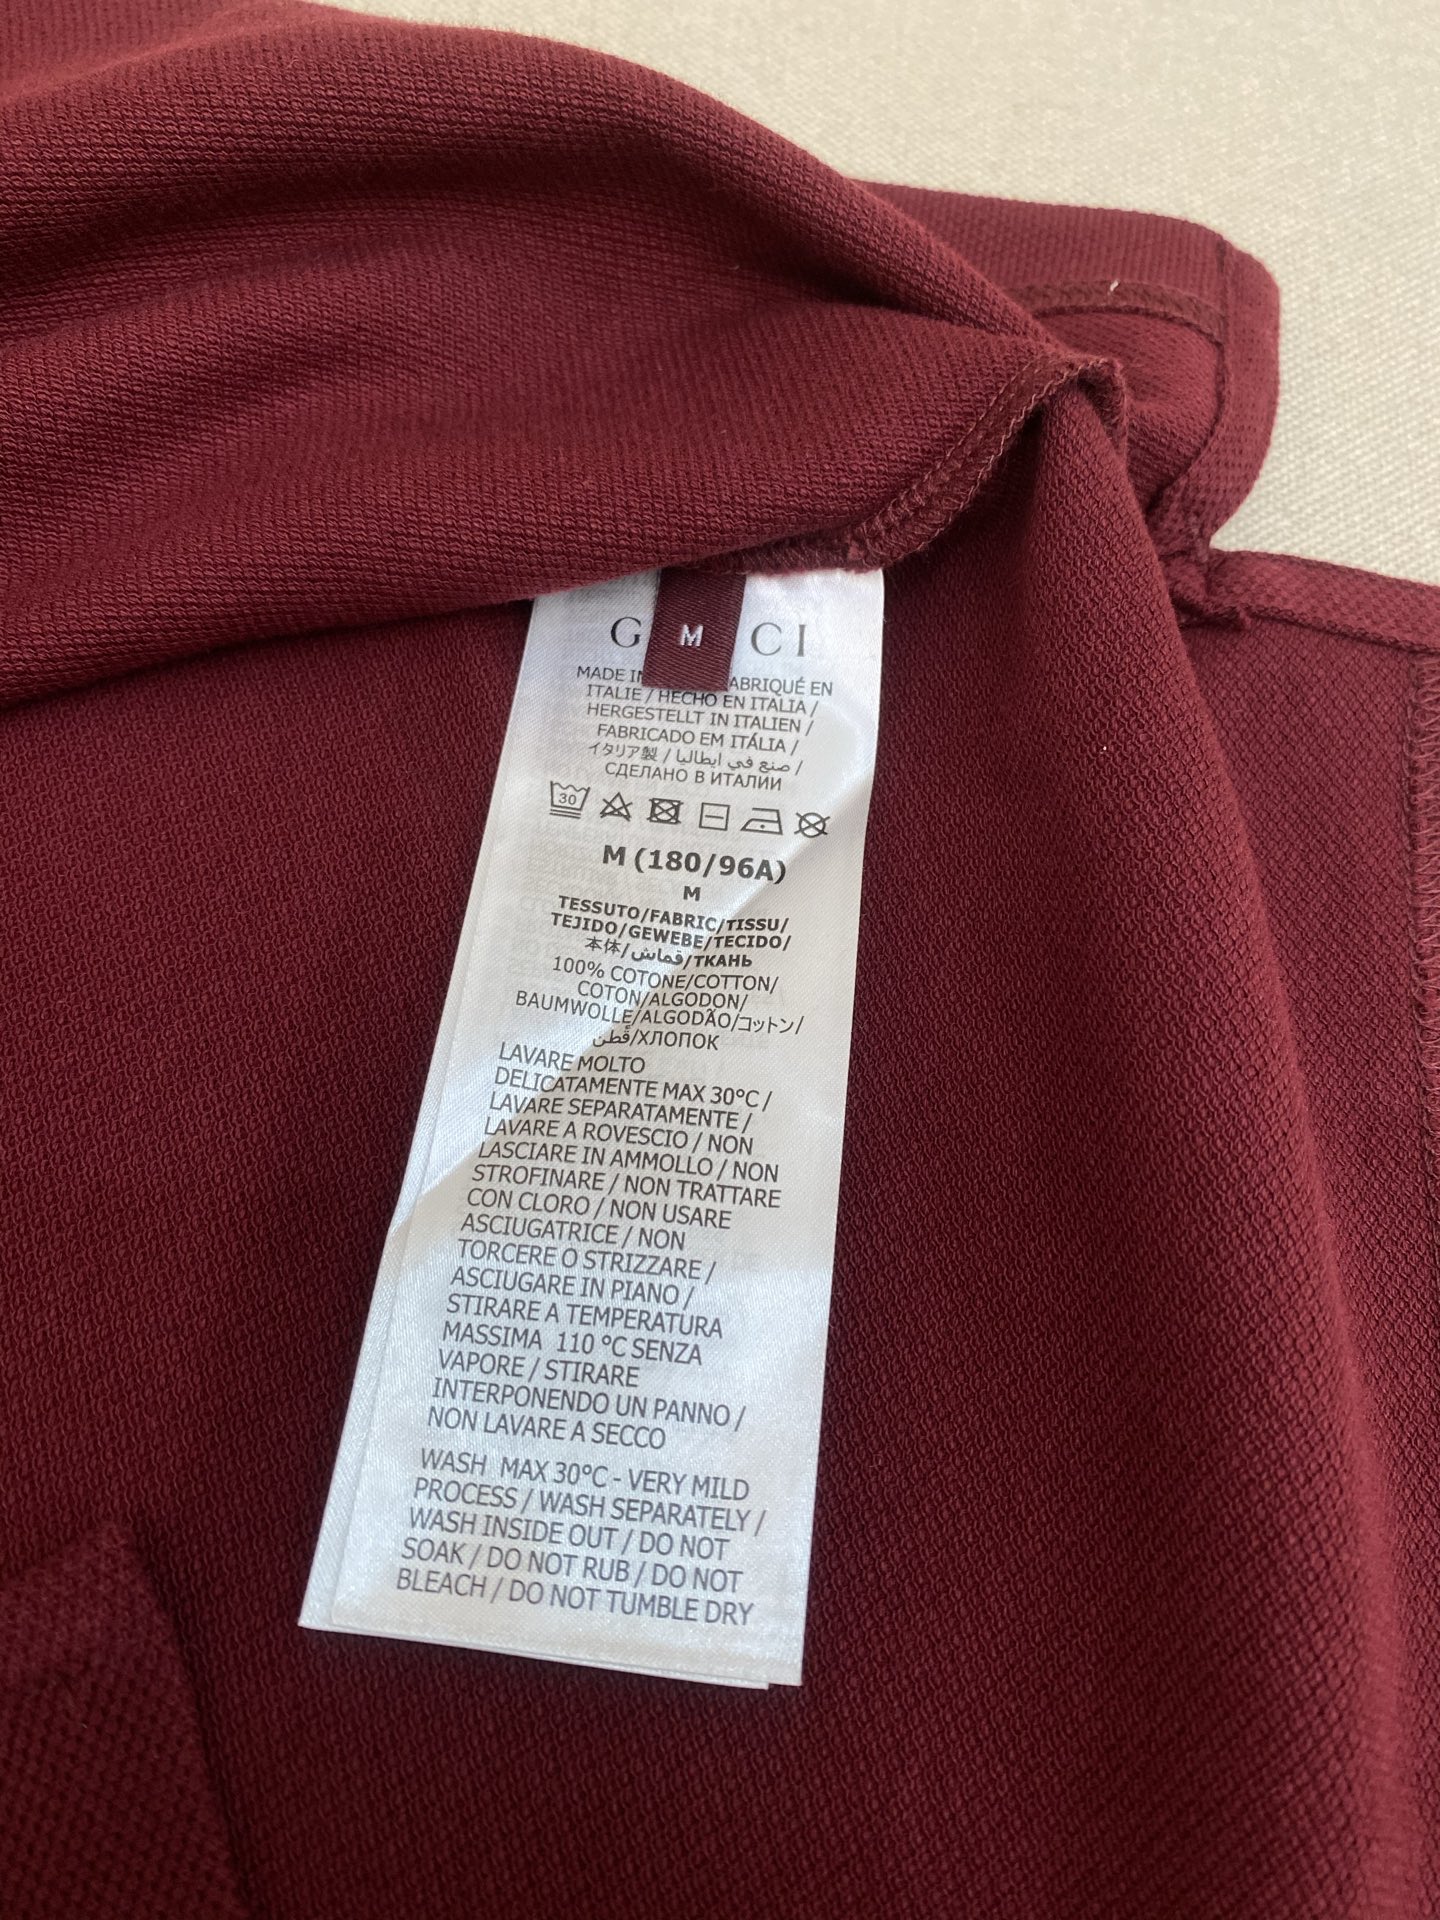 G CI
M
MADE IN ABRIQUÉ EN
ITALIE / HECHO EN ITALIA /
HERGESTELLT IN ITALIEN /
FABRICADO EM ITÁLIA /
イタリア製 / صنع في ايطاليا /
СДЕЛАНО В ИТАЛИИ
30
M (180/96A)
M
TESSUTO/FABRIC/TISSU/
TEJIDO/GEWEBE/TECIDO/
本体/قماش/ТКАНЬ
100% COTONE/COTTON/
COTON/ALGODON/
BAUMWOLLE/ALGODÃO/コットン/
قطن/ХЛОПОК
LAVARE MOLTO
DELICATAMENTE MAX 30°C /
LAVARE SEPARATAMENTE /
LAVARE A ROVESCIO / NON
LASCIARE IN AMMOLLO / NON
STROFINARE / NON TRATTARE
CON CLORO / NON USARE
ASCIUGATRICE / NON
TORCERE O STRIZZARE /
ASCIUGARE IN PIANO /
STIRARE A TEMPERATURA
MASSIMA 110 °C SENZA
VAPORE / STIRARE
INTERPONENDO UN PANNO /
NON LAVARE A SECCO
WASH MAX 30°C - VERY MILD
PROCESS / WASH SEPARATELY /
WASH INSIDE OUT / DO NOT
SOAK / DO NOT RUB / DO NOT
BLEACH / DO NOT TUMBLE DRY